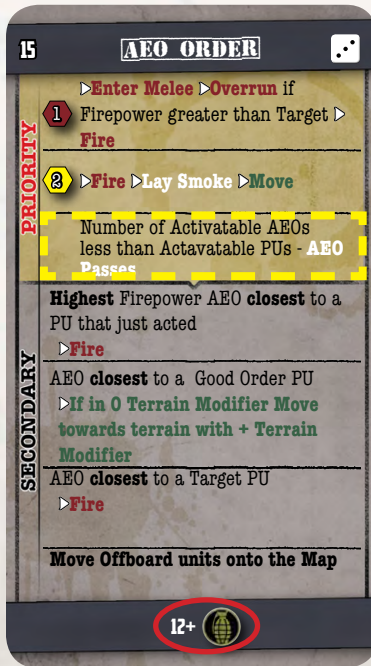 15 AEO ORDER
▷Enter Melee ▷Overrun if
1 Firepower greater than Target ▷
Fire
2 ▷Fire ▷Lay Smoke ▷Move
PRIORITY
Number of Activatable AEOs
less than Actavatable PUs - AEO
Passes
Highest Firepower AEO closest to a
PU that just acted
▷Fire
SECONDARY
AEO closest to a Good Order PU
▷If in 0 Terrain Modifier Move
towards terrain with + Terrain
Modifier
AEO closest to a Target PU
▷Fire
Move Offboard units onto the Map
12+